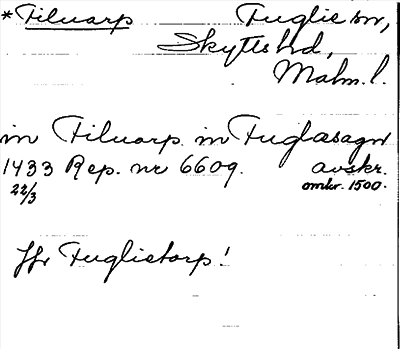 *Filuarp Fuglie sn,
Skytts hd,
Malm. l.
in Filuarp in Fuglæsagn
1433 Rep. nr 6609. avskr.
22/3 omkr. 1500.
Jfr Fuglietorp!